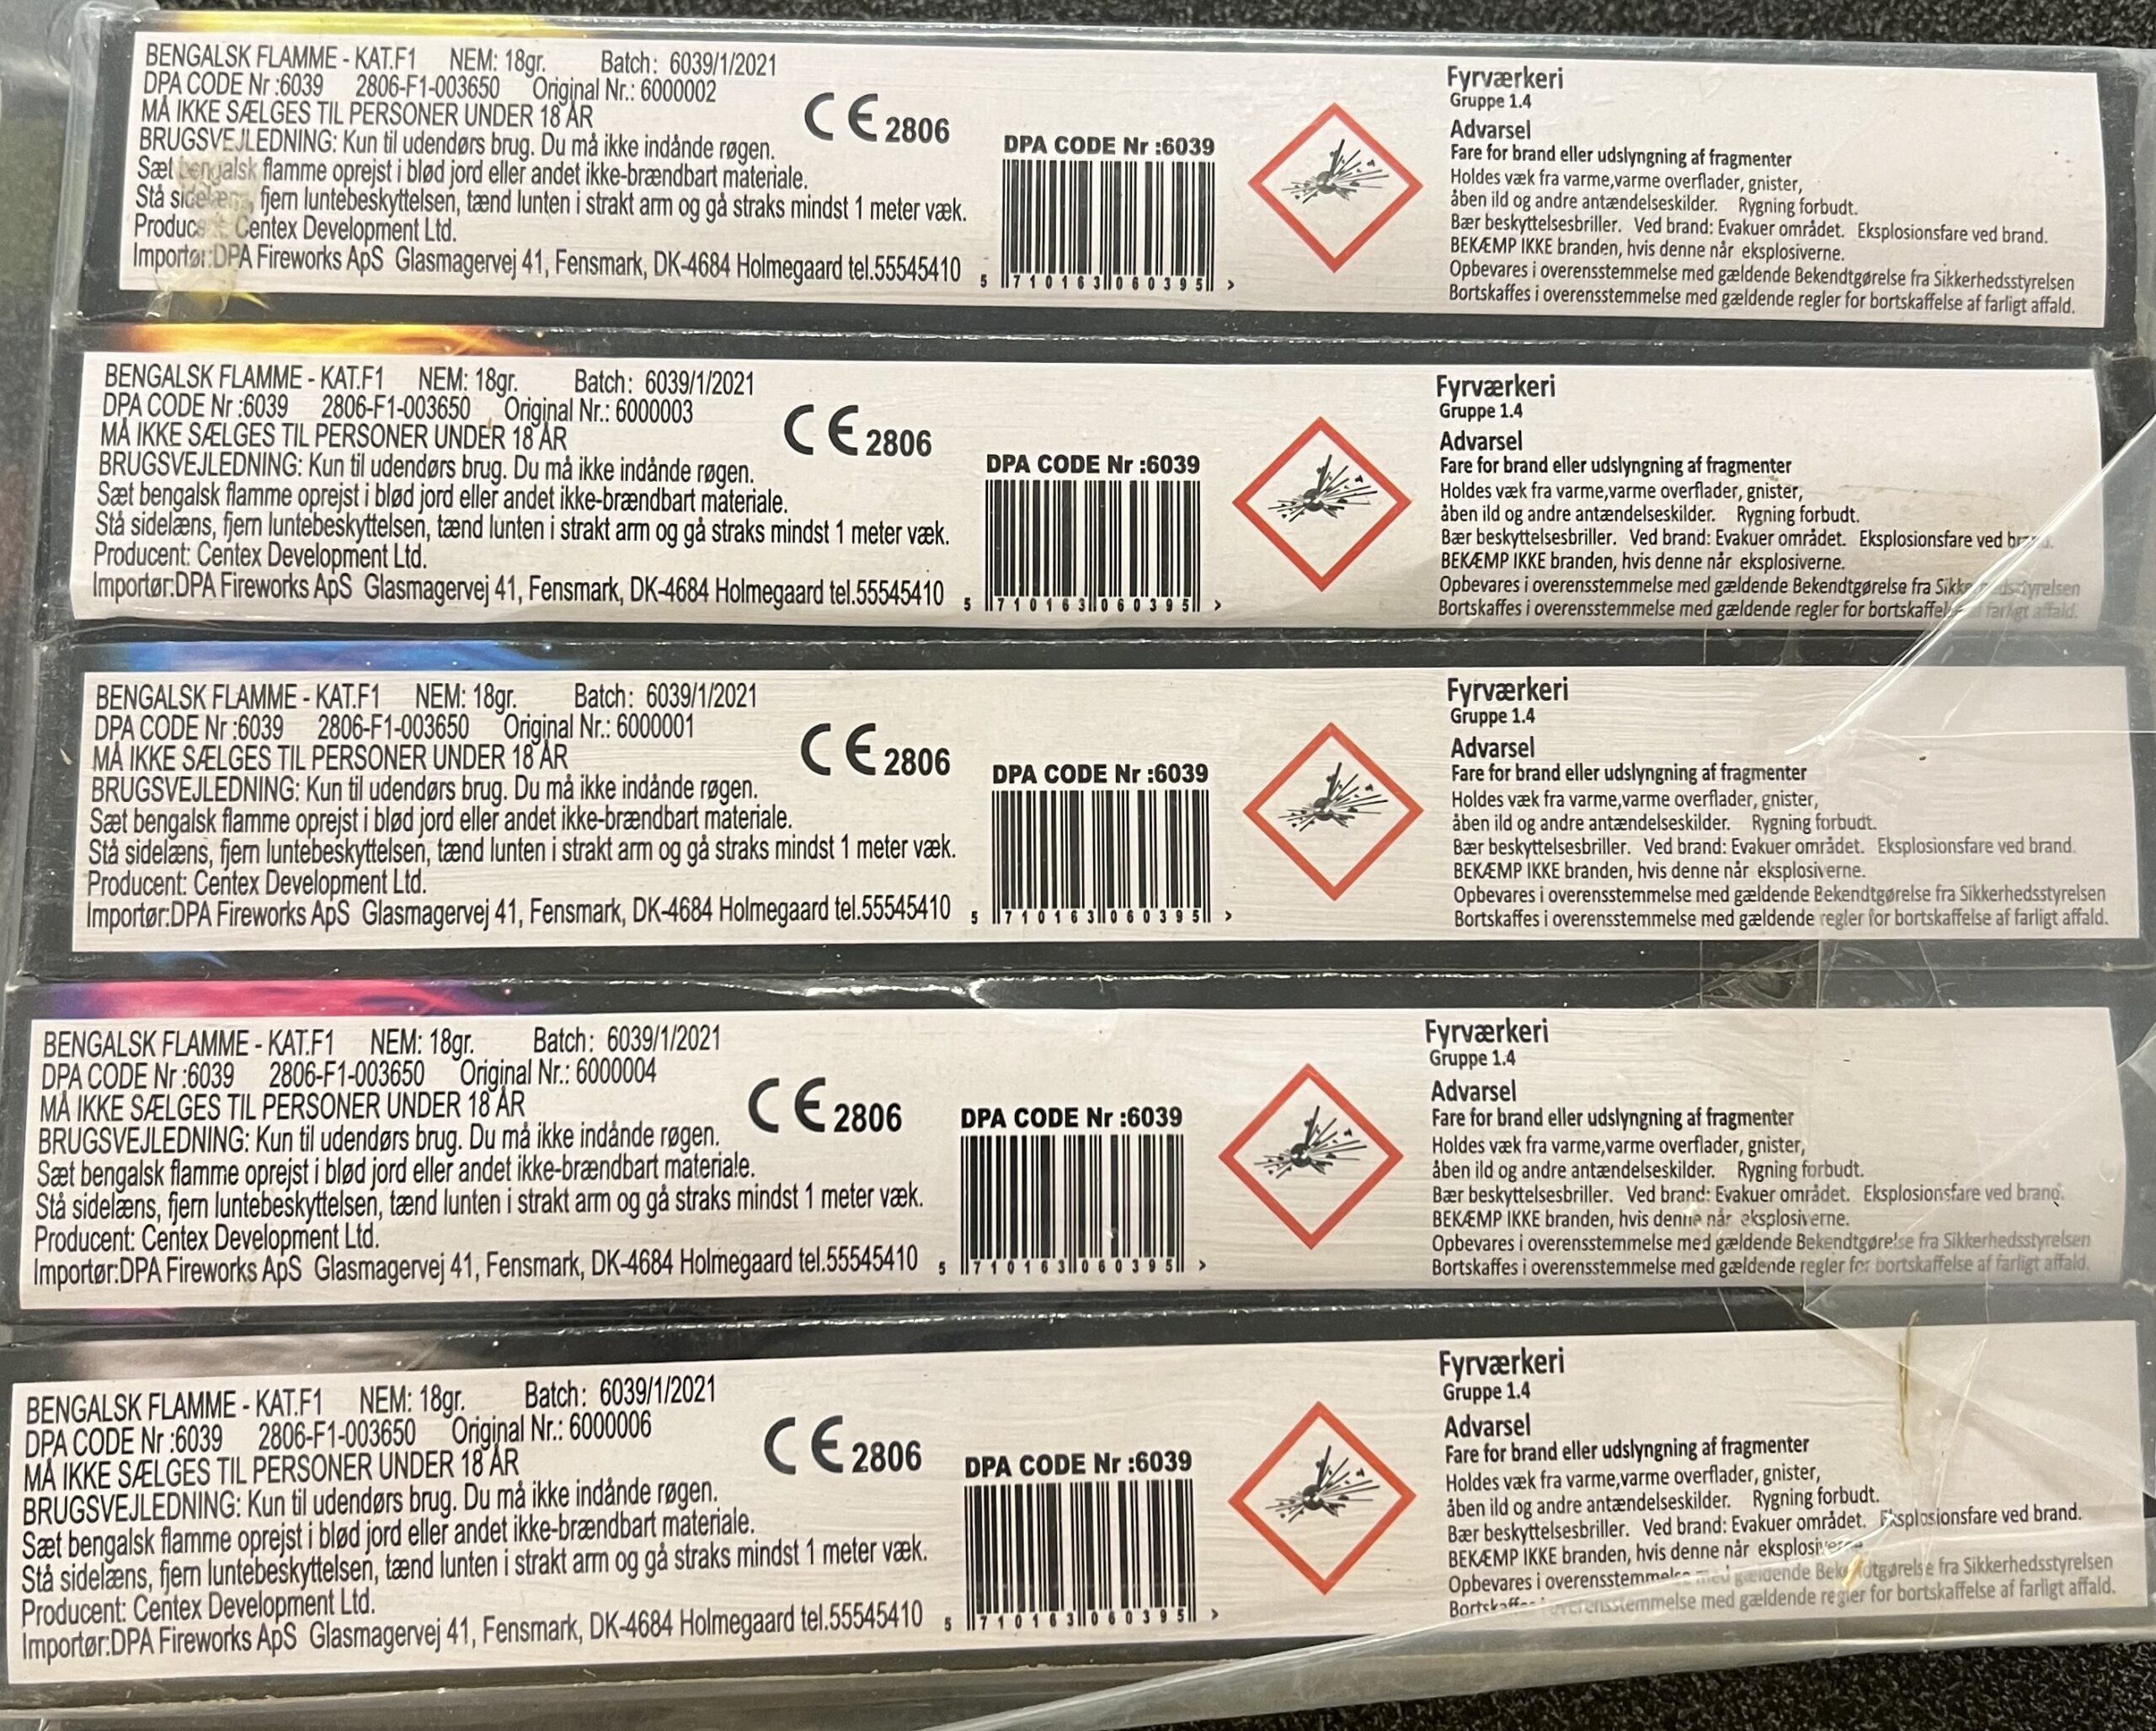 BENGALSK FLAMME - KAT.F1 NEM: 18gr. Batch: 6039/1/2021
DPA CODE Nr :6039 2806-F1-003650 Original Nr.: 6000002
MÅ IKKE SÆLGES TIL PERSONER UNDER 18 ÅR
BRUGSVEJLEDNING: Kun til udendørs brug. Du må ikke indånde røgen.
Sæt bengalsk flamme oprejst i blød jord eller andet ikke-brændbart materiale.
Stå sidelæns, fjern luntebeskyttelsen, tænd lunten i strakt arm og gå straks mindst 1 meter væk.
Centex Development Ltd.
Importør:DPA Fireworks ApS Glasmagervej 41, Fensmark, DK-4684 Holmegaard tel.55545410
CE 2806
DPA CODE Nr :6039
5 710163 060395 >
Fyrværkeri
Gruppe 1.4
Advarsel
Fare for brand eller udslyngning af fragmenter
Holdes væk fra varme,varme overflader, gnister,
åben ild og andre antændelseskilder. Rygning forbudt.
Bær beskyttelsesbriller. Ved brand: Evakuer området. Eksplosionsfare ved brand.
BEKÆMP IKKE branden, hvis denne når eksplosiverne.
Opbevares i overensstemmelse med gældende Bekendtgørelse fra Sikkerhedsstyrelsen
Bortskaffes i overensstemmelse med gældende regler for bortskaffelse af farligt affald.
BENGALSK FLAMME - KAT.F1 NEM: 18gr. Batch: 6039/1/2021
DPA CODE Nr :6039 2806-F1-003650 Original Nr.: 6000003
MÅ IKKE SÆLGES TIL PERSONER UNDER 18 ÅR
BRUGSVEJLEDNING: Kun til udendørs brug. Du må ikke indånde røgen.
Sæt bengalsk flamme oprejst i blød jord eller andet ikke-brændbart materiale.
Stå sidelæns, fjern luntebeskyttelsen, tænd lunten i strakt arm og gå straks mindst 1 meter væk.
Producent: Centex Development Ltd.
Importør:DPA Fireworks ApS Glasmagervej 41, Fensmark, DK-4684 Holmegaard tel.55545410
CE 2806
DPA CODE Nr :6039
5 710163 060395 >
Fyrværkeri
Gruppe 1.4
Advarsel
Fare for brand eller udslyngning af fragmenter
Holdes væk fra varme,varme overflader, gnister,
åben ild og andre antændelseskilder. Rygning forbudt.
Bær beskyttelsesbriller. Ved brand: Evakuer området. Eksplosionsfare ved
BEKÆMP IKKE branden, hvis denne når eksplosiverne.
Opbevares i overensstemmelse med gældende Bekendtgørelse fra
Bortskaffes i overensstemmelse med gældende regler for bortskaffelse af farligt affald.
BENGALSK FLAMME - KAT.F1 NEM: 18gr. Batch: 6039/1/2021
DPA CODE Nr :6039 2806-F1-003650 Original Nr.: 6000001
MÅ IKKE SÆLGES TIL PERSONER UNDER 18 ÅR
BRUGSVEJLEDNING: Kun til udendørs brug. Du må ikke indånde røgen.
Sæt bengalsk flamme oprejst i blød jord eller andet ikke-brændbart materiale.
Stå sidelæns, fjern luntebeskyttelsen, tænd lunten i strakt arm og gå straks mindst 1 meter væk.
Producent: Centex Development Ltd.
Importør:DPA Fireworks ApS Glasmagervej 41, Fensmark, DK-4684 Holmegaard tel.55545410
CE 2806
DPA CODE Nr :6039
5 710163 060395 >
Fyrværkeri
Gruppe 1.4
Advarsel
Fare for brand eller udslyngning af fragmenter
Holdes væk fra varme,varme overflader, gnister,
åben ild og andre antændelseskilder. Rygning forbudt.
Bær beskyttelsesbriller. Ved brand: Evakuer området. Eksplosionsfare ved brand.
BEKÆMP IKKE branden, hvis denne når eksplosiverne.
Opbevares i overensstemmelse med gældende Bekendtgørelse fra Sikkerhedsstyrelsen
Bortskaffes i overensstemmelse med gældende regler for bortskaffelse af farligt affald.
BENGALSK FLAMME - KAT.F1 NEM: 18gr. Batch: 6039/1/2021
DPA CODE Nr :6039 2806-F1-003650 Original Nr.: 6000004
MÅ IKKE SÆLGES TIL PERSONER UNDER 18 ÅR
BRUGSVEJLEDNING: Kun til udendørs brug. Du må ikke indånde røgen.
Sæt bengalsk flamme oprejst i blød jord eller andet ikke-brændbart materiale.
Stå sidelæns, fjern luntebeskyttelsen, tænd lunten i strakt arm og gå straks mindst 1 meter væk.
Producent: Centex Development Ltd.
Importør:DPA Fireworks ApS Glasmagervej 41, Fensmark, DK-4684 Holmegaard tel.55545410
CE 2806
DPA CODE Nr :6039
5 710163 060395 >
Fyrværkeri
Gruppe 1.4
Advarsel
Fare for brand eller udslyngning af fragmenter
Holdes væk fra varme,varme overflader, gnister,
åben ild og andre antændelseskilder. Rygning forbudt.
Bær beskyttelsesbriller. Ved brand: Evakuer området. Eksplosionsfare ved brand.
BEKÆMP IKKE branden, hvis denne når eksplosiverne.
Opbevares i overensstemmelse med gældende Bekendtgørelse fra Sikkerhedsstyrelsen
Bortskaffes i overensstemmelse med gældende regler for bortskaffelse af farligt affald.
BENGALSK FLAMME - KAT.F1 NEM: 18gr. Batch: 6039/1/2021
DPA CODE Nr :6039 2806-F1-003650 Original Nr.: 6000006
MÅ IKKE SÆLGES TIL PERSONER UNDER 18 ÅR
BRUGSVEJLEDNING: Kun til udendørs brug. Du må ikke indånde røgen.
Sæt bengalsk flamme oprejst i blød jord eller andet ikke-brændbart materiale.
Stå sidelæns, fjern luntebeskyttelsen, tænd lunten i strakt arm og gå straks mindst 1 meter væk.
Producent: Centex Development Ltd.
Importør:DPA Fireworks ApS Glasmagervej 41, Fensmark, DK-4684 Holmegaard tel.55545410
CE 2806
DPA CODE Nr :6039
5 710163 060395 >
Fyrværkeri
Gruppe 1.4
Advarsel
Fare for brand eller udslyngning af fragmenter
Holdes væk fra varme,varme overflader, gnister,
åben ild og andre antændelseskilder. Rygning forbudt.
Bær beskyttelsesbriller. Ved brand: Evakuer området. Eksplosionsfare ved brand.
BEKÆMP IKKE branden, hvis denne når eksplosiverne
Opbevares i overensstemmelse med gældende Bekendtgørelse fra Sikkerhedsstyrelsen
overensstemmelse med gældende regler for bortskaffelse af farligt affald.